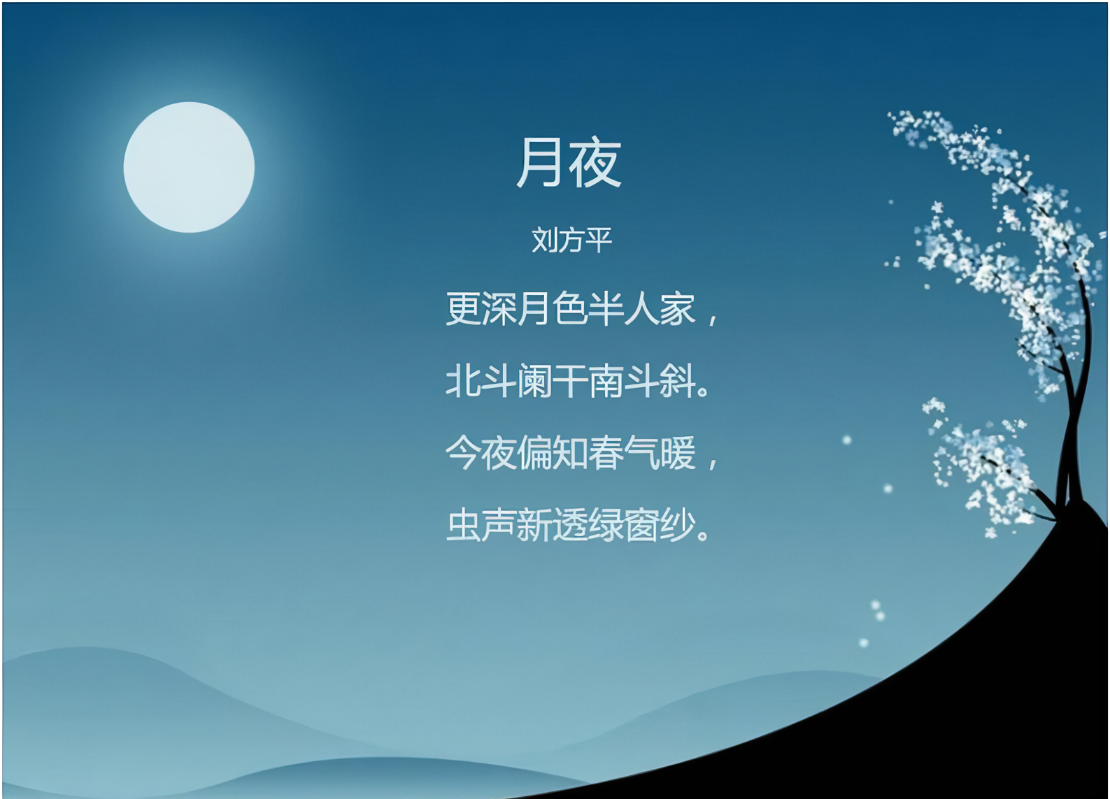 月夜
刘方平
更深月色半人家，
北斗阑干南斗斜。
今夜偏知春气暖，
虫声新透绿窗纱。